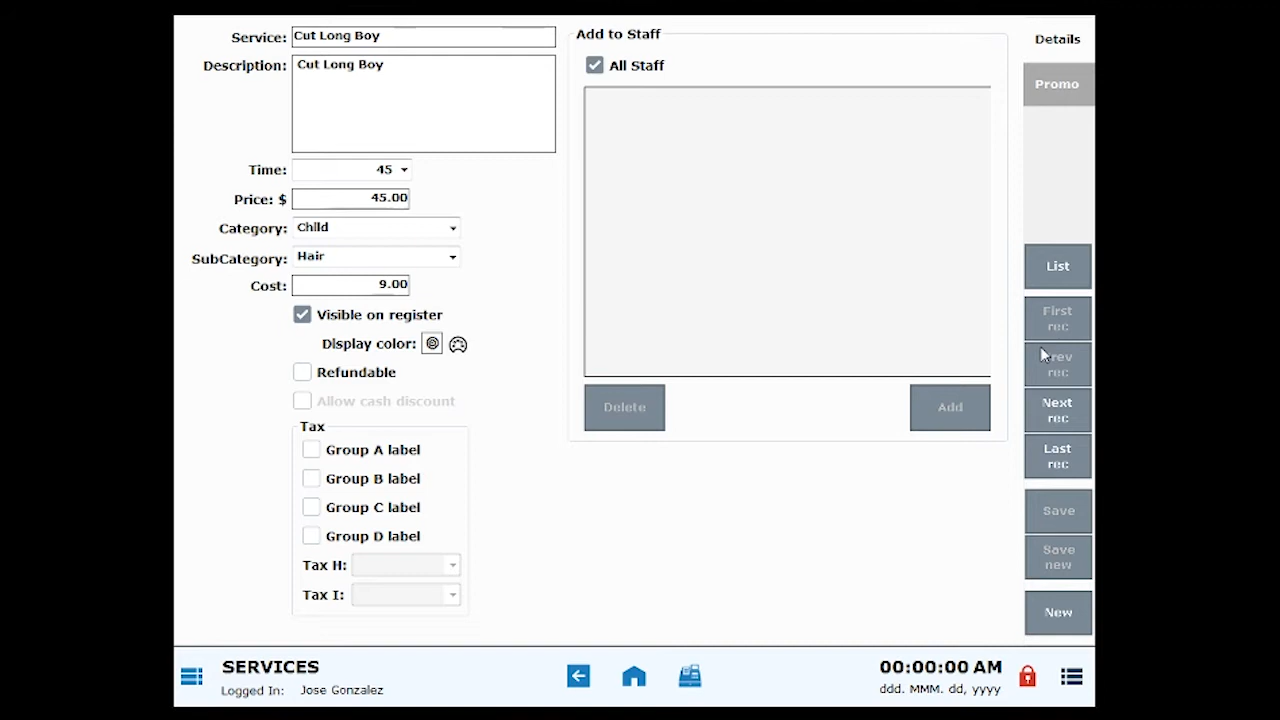 Service: Cut Long Boy
Description: Cut Long Boy
Time: 45
Price: $ 45.00
Category: Child
SubCategory: Hair
Cost: 9.00
Visible on register
Display color:
Refundable
Allow cash discount
Tax
Group A label
Group B label
Group C label
Group D label
Tax H:
Tax I:
Add to Staff
All Staff
Delete
Add
Details
Promo
List
First
rec
Prev
rec
Next
rec
Last
rec
Save
Save
new
New
SERVICES
Logged In: Jose Gonzalez
00:00:00 AM
ddd. MMM. dd, yyyy